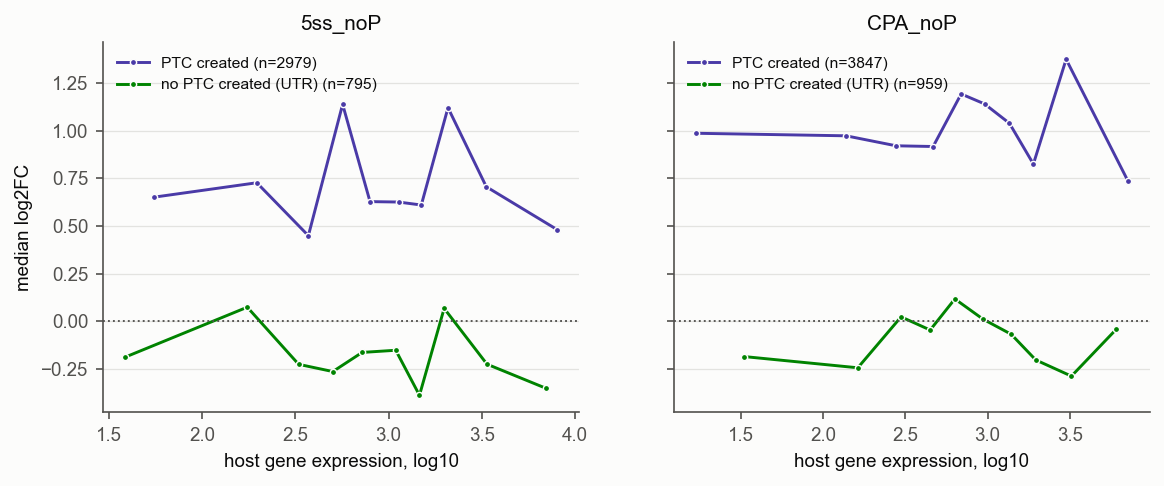 5ss_noP
PTC created (n=2979)
no PTC created (UTR) (n=795)
median log2FC
1.25
1.00
0.75
0.50
0.25
0.00
−0.25
1.5 2.0 2.5 3.0 3.5 4.0
host gene expression, log10
CPA_noP
PTC created (n=3847)
no PTC created (UTR) (n=959)
1.5 2.0 2.5 3.0 3.5
host gene expression, log10